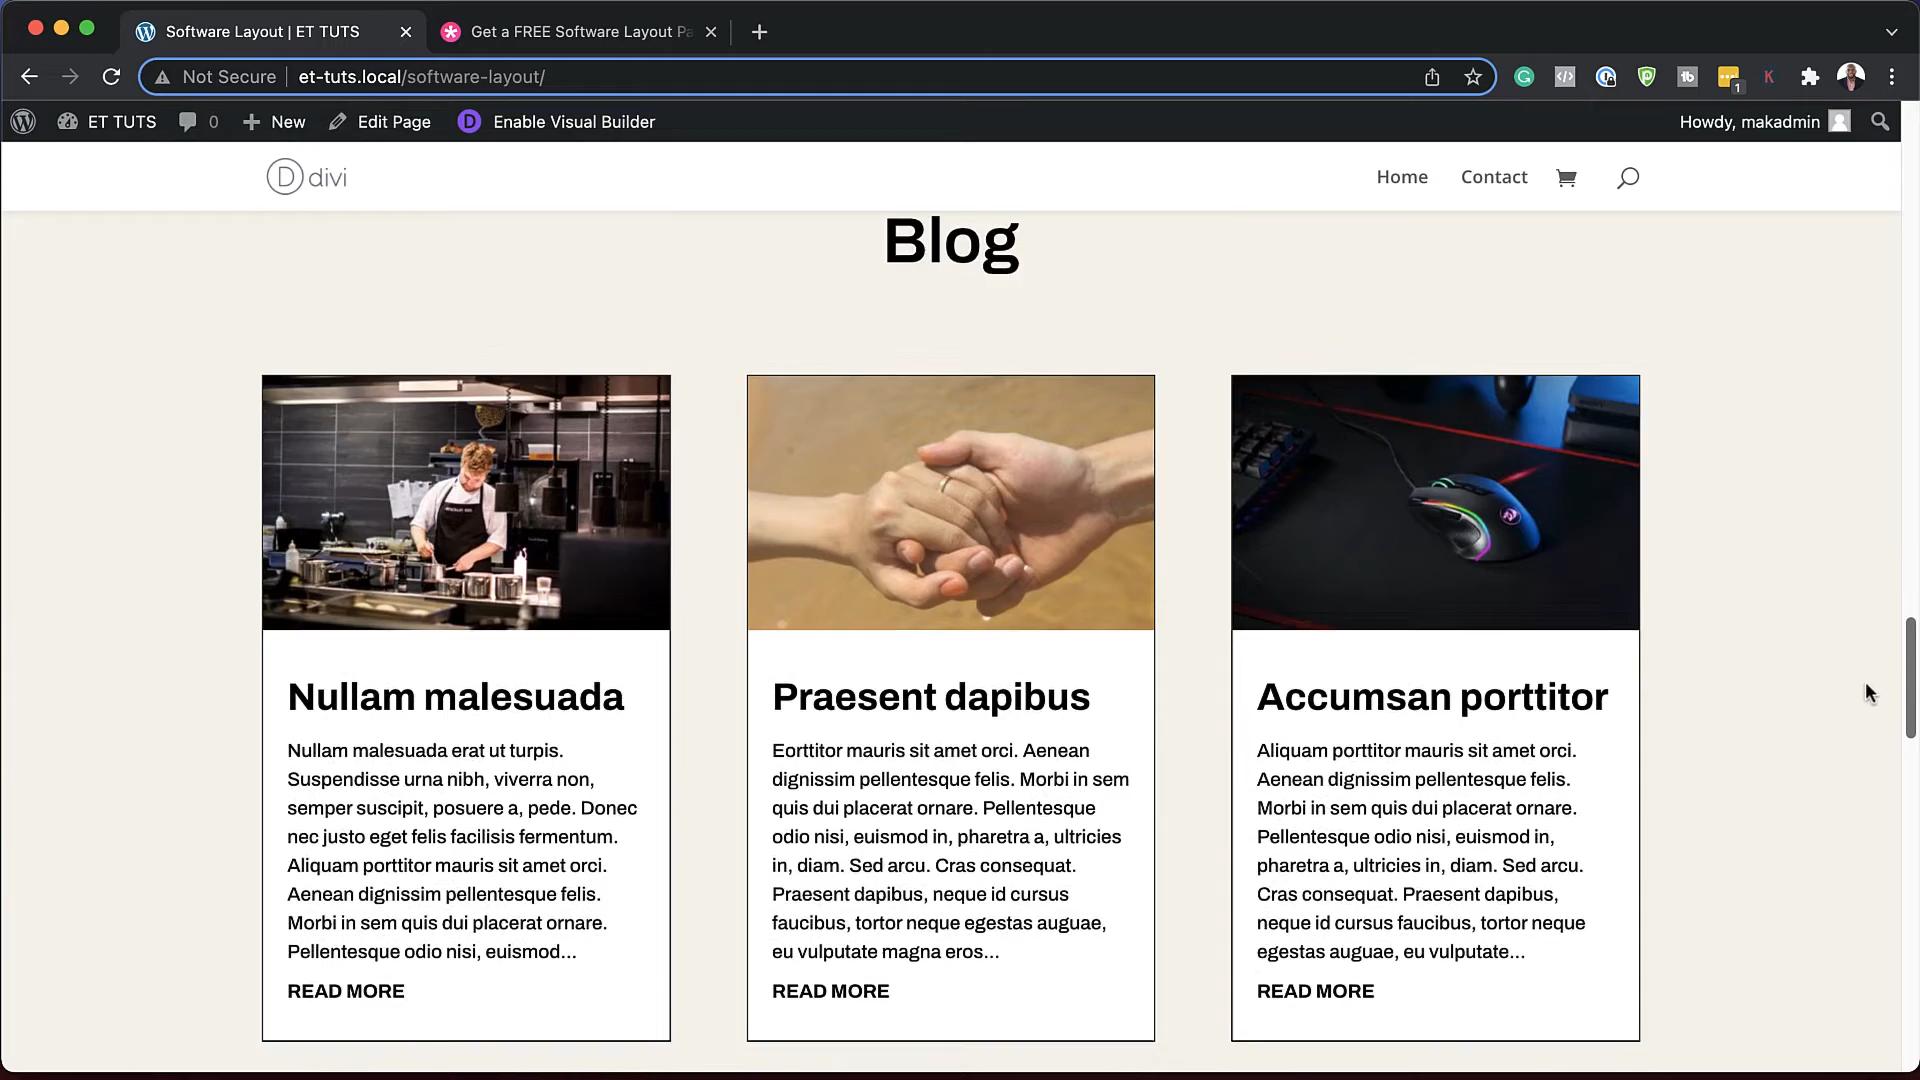 Software Layout | ET TUTS
Get a FREE Software Layout Pa
Not Secure
et-tuts.local/software-layout/
1
ET TUTS
0
New
Edit Page
D
Enable Visual Builder
Howdy, makadmin
D divi
Home
Contact
Blog
Nullam malesuada
Nullam malesuada erat ut turpis.
Suspendisse urna nibh, viverra non,
semper suscipit, posuere a, pede. Donec
nec justo eget felis facilisis fermentum.
Aliquam porttitor mauris sit amet orci.
Aenean dignissim pellentesque felis.
Morbi in sem quis dui placerat ornare.
Pellentesque odio nisi, euismod...
READ MORE
Praesent dapibus
Eorttitor mauris sit amet orci. Aenean
dignissim pellentesque felis. Morbi in sem
quis dui placerat ornare. Pellentesque
odio nisi, euismod in, pharetra a, ultricies
in, diam. Sed arcu. Cras consequat.
Praesent dapibus, neque id cursus
faucibus, tortor neque egestas auguae,
eu vulputate magna eros...
READ MORE
Accumsan porttitor
Aliquam porttitor mauris sit amet orci.
Aenean dignissim pellentesque felis.
Morbi in sem quis dui placerat ornare.
Pellentesque odio nisi, euismod in,
pharetra a, ultricies in, diam. Sed arcu.
Cras consequat. Praesent dapibus,
neque id cursus faucibus, tortor neque
egestas auguae, eu vulputate...
READ MORE